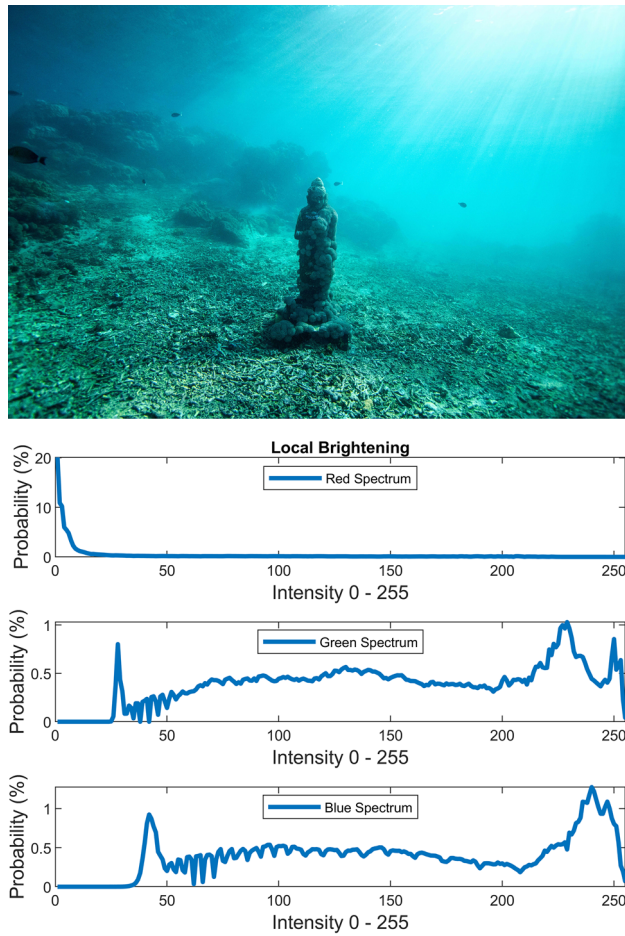 Local Brightening
Probability (%)
20
10
0
Red Spectrum
0 50 100 150 200 250
Intensity 0 - 255
Probability (%)
1
0.5
0
Green Spectrum
0 50 100 150 200 250
Intensity 0 - 255
Probability (%)
1
0.5
0
Blue Spectrum
0 50 100 150 200 250
Intensity 0 - 255